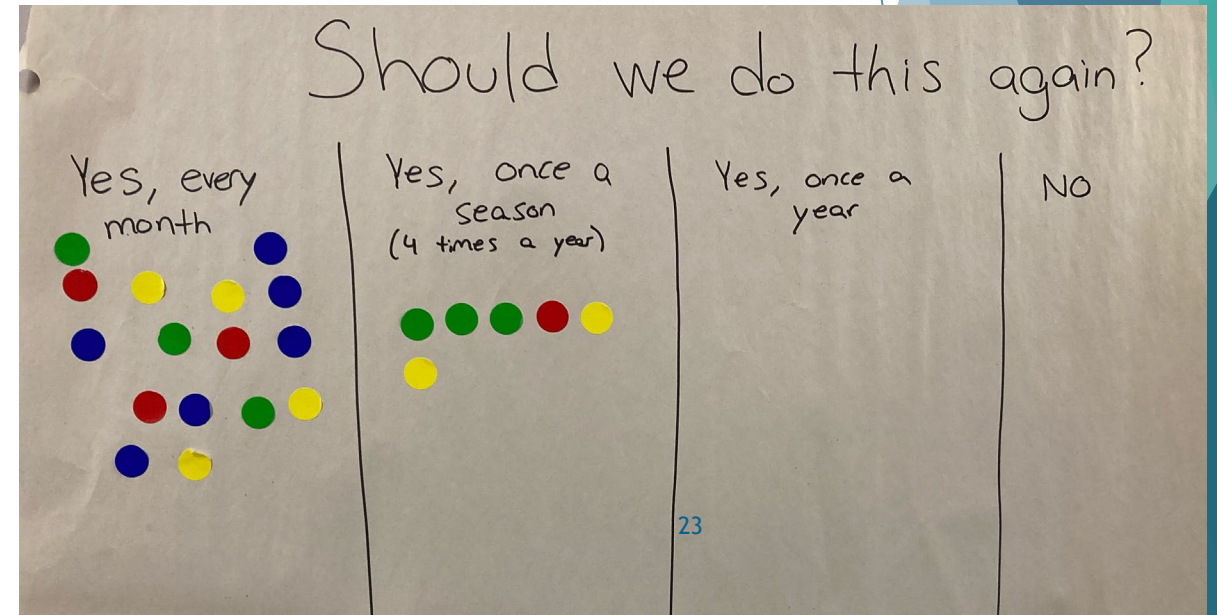 Should we do this again?
Yes, every
month
Yes, once a
season
(4 times a year)
Yes, once a
year
NO
23